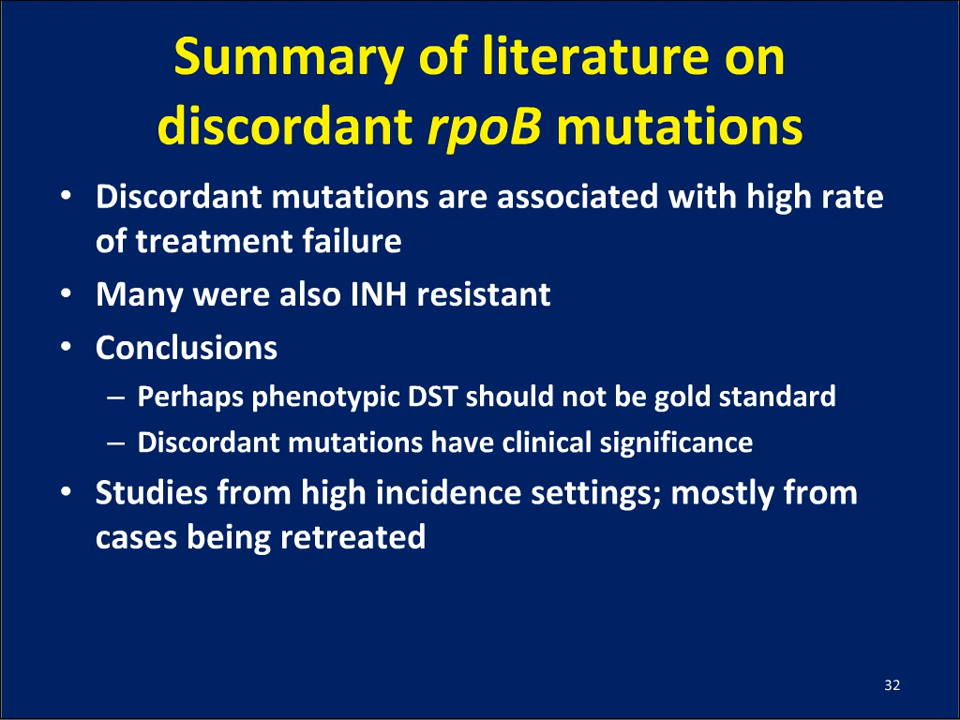 Summary of literature on
discordant rpoB mutations
• Discordant mutations are associated with high rate
of treatment failure
• Many were also INH resistant
• Conclusions
– Perhaps phenotypic DST should not be gold standard
– Discordant mutations have clinical significance
• Studies from high incidence settings; mostly from
cases being retreated
32